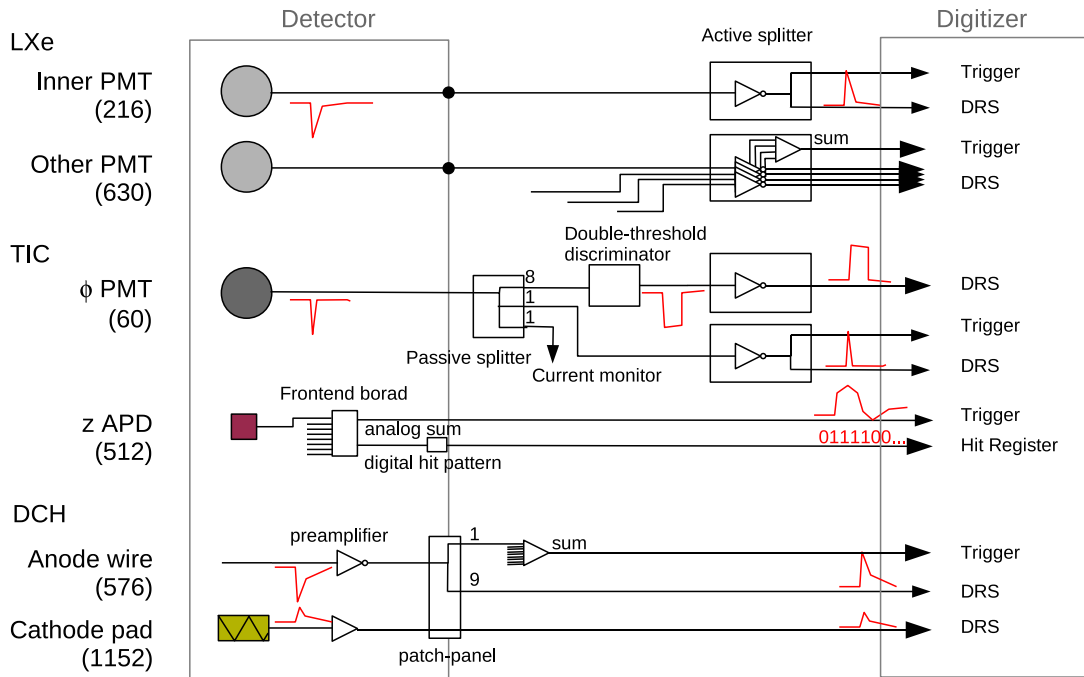 Detector
Digitizer
LXe
Active splitter
Inner PMT
(216)
Trigger
DRS
Other PMT
(630)
sum
Trigger
DRS
TIC
Double-threshold
discriminator
ϕ PMT
(60)
8
1
1
DRS
Passive splitter
Current monitor
Trigger
DRS
Frontend borad
z APD
(512)
analog sum
digital hit pattern
Trigger
0111100...
Hit Register
DCH
preamplifier
Anode wire
(576)
1
sum
9
Trigger
DRS
Cathode pad
(1152)
DRS
patch-panel